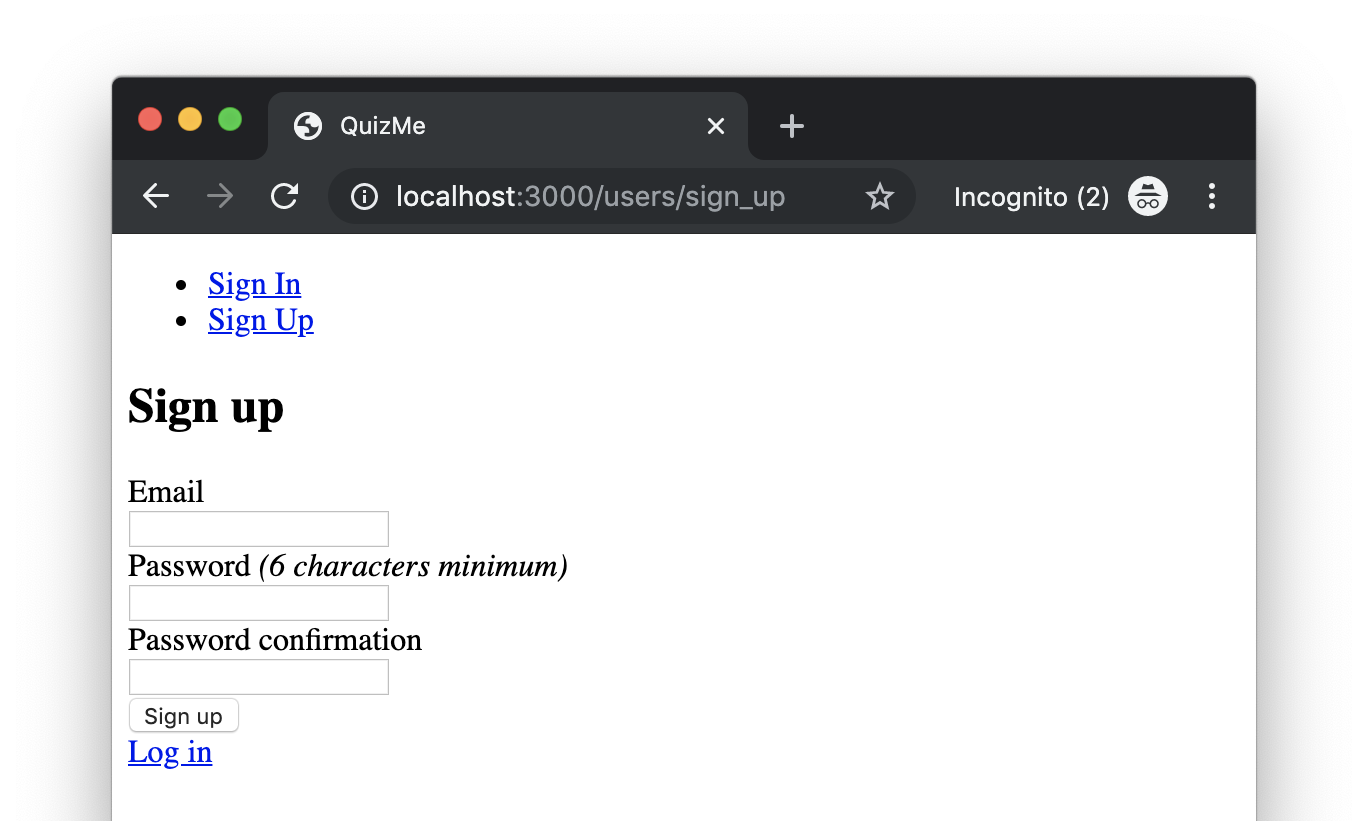 QuizMe
localhost:3000/users/sign_up Incognito (2)
Sign In
Sign Up
Sign up
Email
Password (6 characters minimum)
Password confirmation
Sign up
Log in